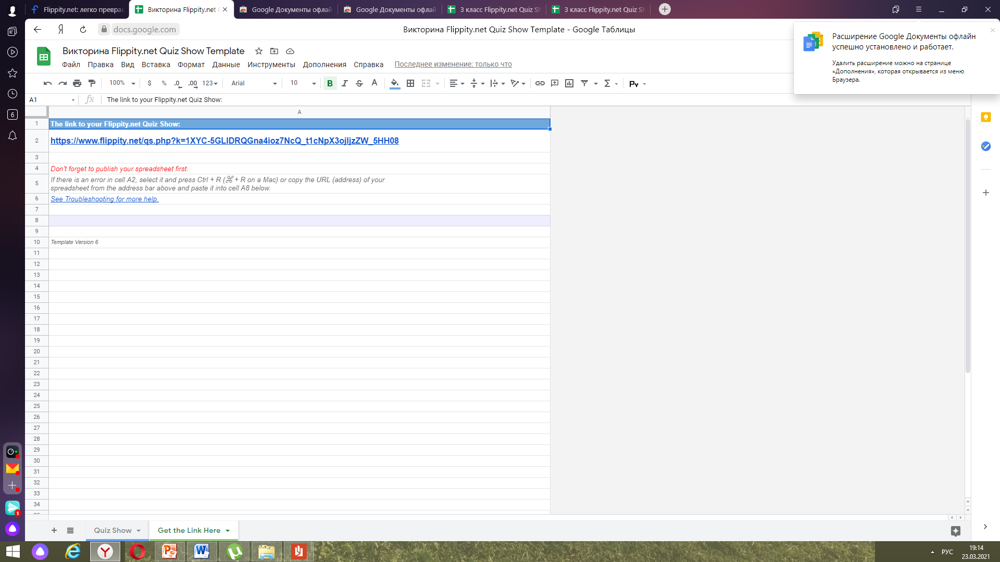 Flippity.net: легко превра
Викторина Flippity.net
Google Документы офлай
Google Документы офлай
3 класс Flippity.net Quiz Sh
3 класс Flippity.net Quiz Sh
docs.google.com
Викторина Flippity.net Quiz Show Template - Google Таблицы
Расширение Google Документы офлайн
успешно установлено и работает.
Удалить расширение можно на странице
«Дополнения», которая открывается из меню
Браузера.
Викторина Flippity.net Quiz Show Template
Файл Правка Вид Вставка Формат Данные Инструменты Дополнения Справка Последнее изменение: только что
100% $ % .0 .00 123 Arial 10 B I S A Σ Pу
A1 fx The link to your Flippity.net Quiz Show:
A
1 The link to your Flippity.net Quiz Show:
2 https://www.flippity.net/qs.php?k=1XYC-5GLIDRQGna4ioz7NcQ_t1cNpX3ojljzZW_5HH08
3
4 Don't forget to publish your spreadsheet first.
5 If there is an error in cell A2, select it and press Ctrl + R (⌘ + R on a Mac) or copy the URL (address) of your
spreadsheet from the address bar above and paste it into cell A8 below.
6 See Troubleshooting for more help.
7
8
9
10 Template Version 6
11
12
13
14
15
16
17
18
19
20
21
22
23
24
25
26
27
28
29
30
31
32
33
34
Quiz Show
Get the Link Here
6
1
РУС
19:14
23.03.2021